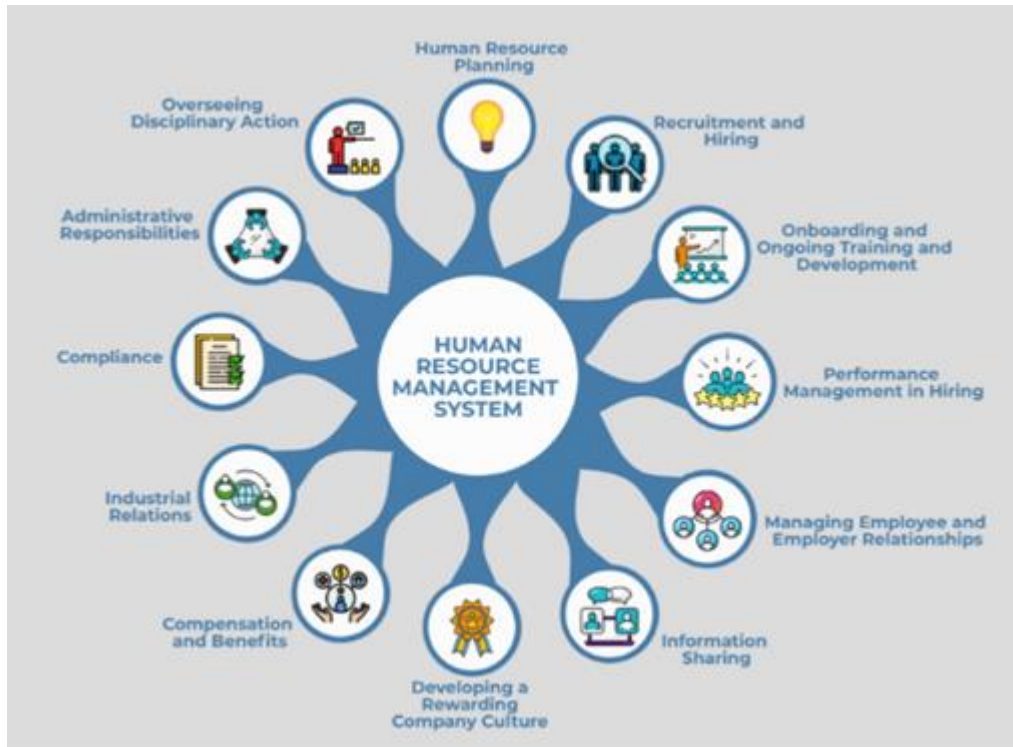 Human Resource
Planning
Recruitment and
Hiring
Onboarding and
Ongoing Training and
Development
Performance
Management in Hiring
Managing Employee and
Employer Relationships
Information
Sharing
Developing a
Rewarding
Company Culture
Compensation
and Benefits
Industrial
Relations
Compliance
Administrative
Responsibilities
Overseeing
Disciplinary Action
HUMAN
RESOURCE
MANAGEMENT
SYSTEM